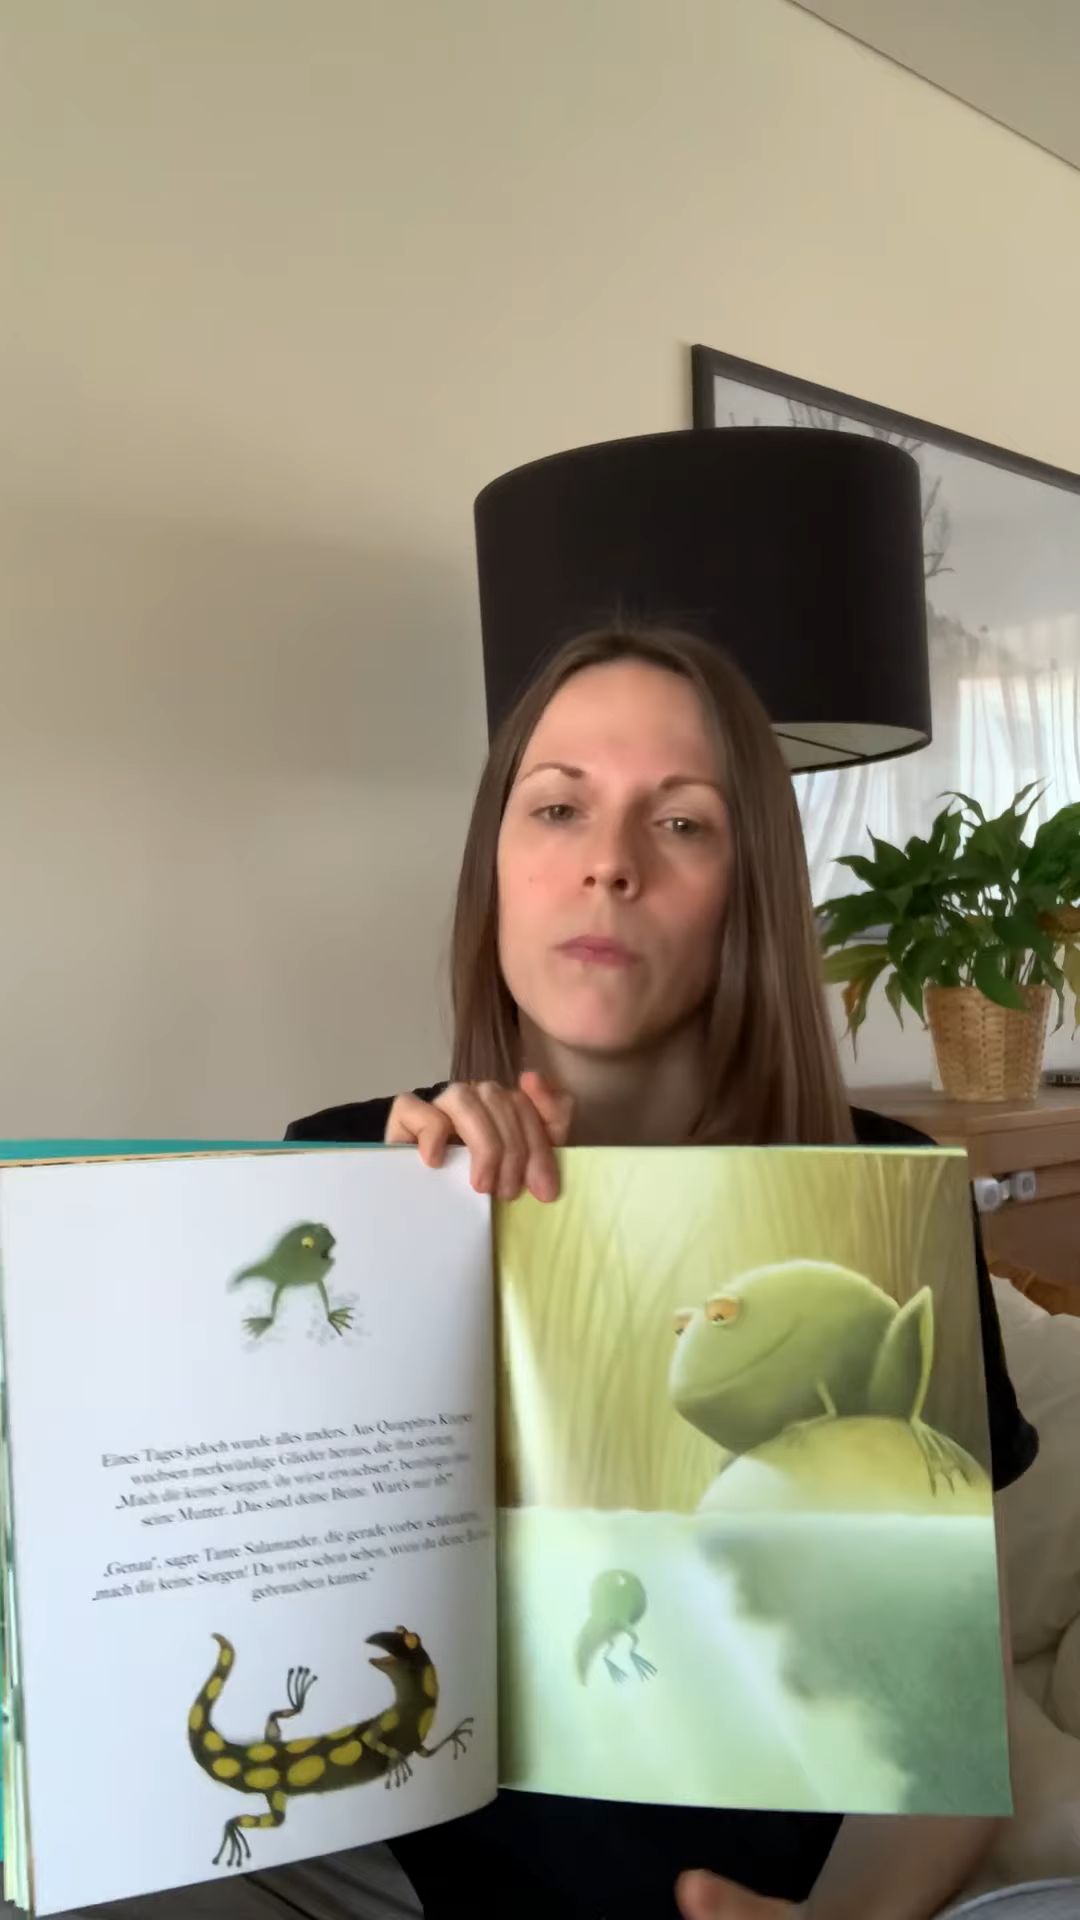 Eines Tages jedoch wurde alles anders. Aus Quappitos Körper
wuchsen merkwürdige Glieder heraus, die ihn störten.
„Mach dir keine Sorgen, du wirst erwachsen", beruhigte ihn
seine Mutter. „Das sind deine Beine. Wart's nur ab!"
„Genau", sagte Tante Salamander, die gerade vorbei
„mach dir keine Sorgen! Du wirst schon sehen, wozu du deine Beine
gebrauchen kannst."